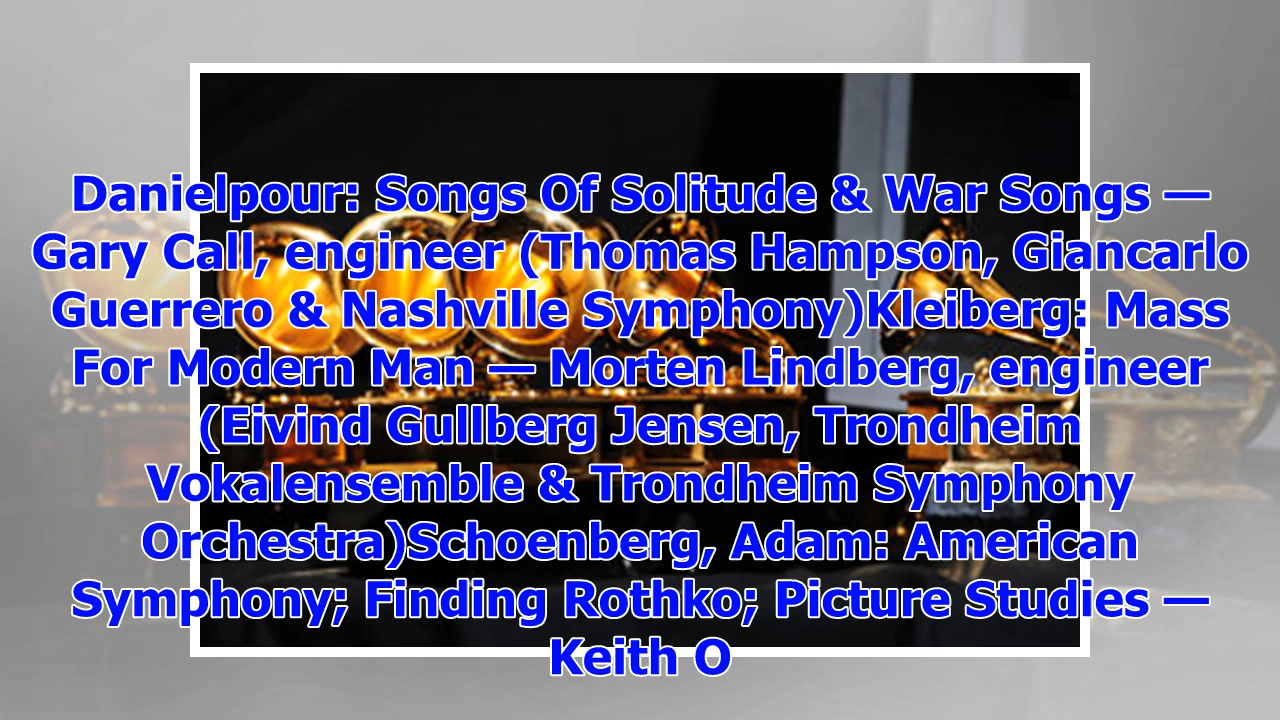 Danielpour: Songs Of Solitude & War Songs —
Gary Call, engineer (Thomas Hampson, Giancarlo
Guerrero & Nashville Symphony)Kleiberg: Mass
For Modern Man — Morten Lindberg, engineer
(Eivind Gullberg Jensen, Trondheim
Vokalensemble & Trondheim Symphony
Orchestra)Schoenberg, Adam: American
Symphony; Finding Rothko; Picture Studies —
Keith O